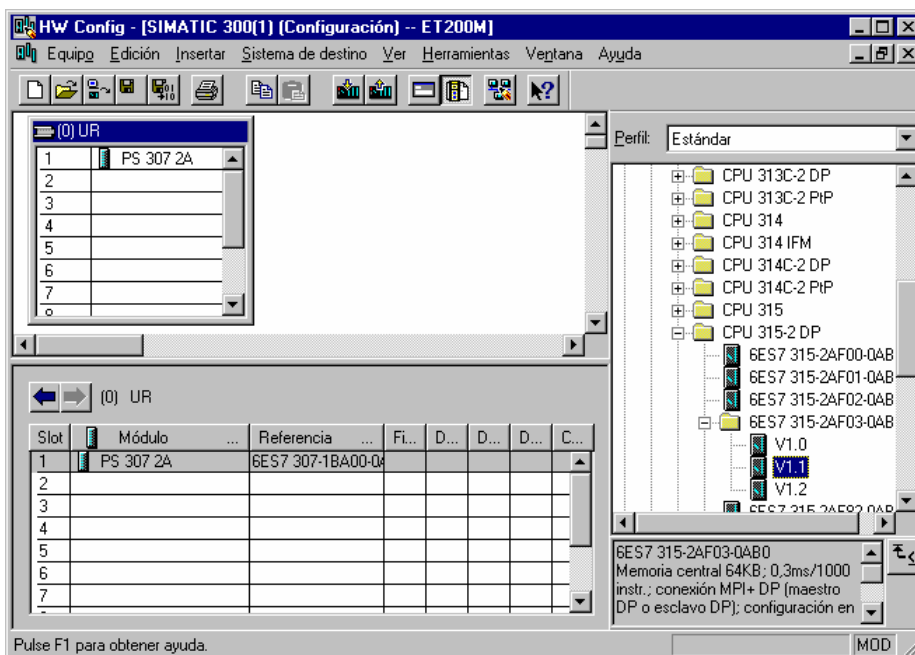 HW Config - [SIMATIC 300(1) (Configuración) -- ET200M]
Equipo Edición Insertar Sistema de destino Ver Herramientas Ventana Ayuda
(0) UR
1 PS 307 2A
2
3
4
5
6
7
Perfil: Estándar
CPU 313C-2 DP
CPU 313C-2 PtP
CPU 314
CPU 314 IFM
CPU 314C-2 DP
CPU 314C-2 PtP
CPU 315
CPU 315-2 DP
6ES7 315-2AF00-0AB
6ES7 315-2AF01-0AB
6ES7 315-2AF02-0AB
6ES7 315-2AF03-0AB
V1.0
V1.1
V1.2
(0) UR
Slot Módulo ... Referencia ... Fi... D... D... D... C...
1 PS 307 2A 6ES7 307-1BA00-0A
2
3
4
5
6
7
6ES7 315-2AF03-0AB0
Memoria central 64KB; 0,3ms/1000
instr.; conexión MPI+ DP (maestro
DP o esclavo DP); configuración en
Pulse F1 para obtener ayuda.
MOD